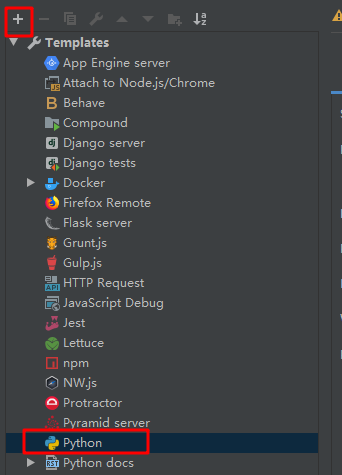 Templates
App Engine server
Attach to Node.js/Chrome
Behave
Compound
Django server
Django tests
Docker
Firefox Remote
Flask server
Grunt.js
Gulp.js
HTTP Request
JavaScript Debug
Jest
Lettuce
npm
NW.js
Protractor
Pyramid server
Python
Python docs